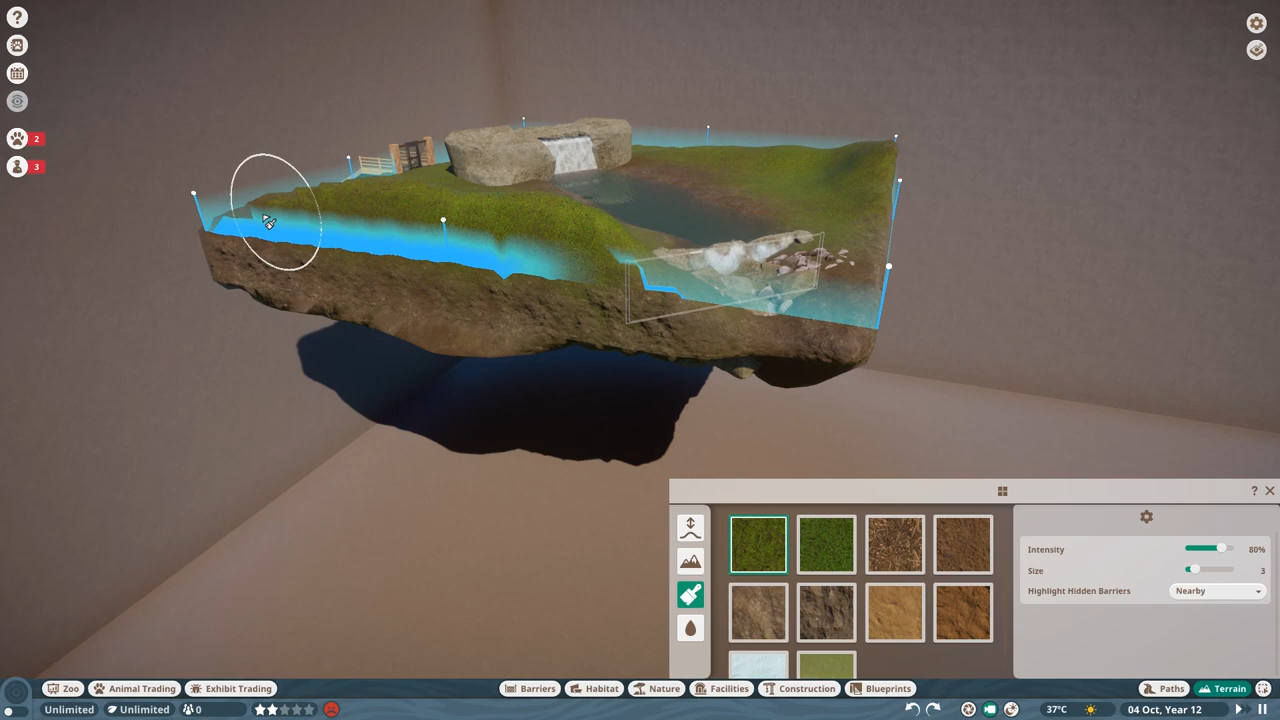 ?
2
3
? ×
Intensity 80%
Size 3
Highlight Hidden Barriers Nearby
Zoo Animal Trading Exhibit Trading Barriers Habitat Nature Facilities Construction Blueprints Paths Terrain
Unlimited Unlimited 0 37°C 04 Oct, Year 12